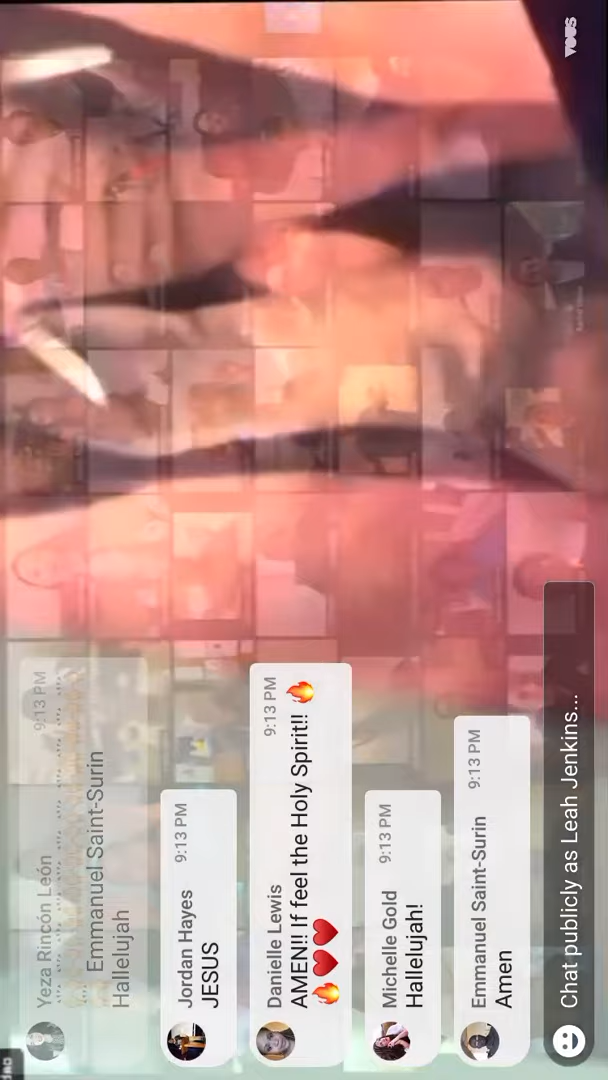 VOUS
Yeza Rincón León 9:13 PM
Emmanuel Saint-Surin
Hallelujah
Jordan Hayes 9:13 PM
JESUS
Danielle Lewis 9:13 PM
AMEN!! If feel the Holy Spirit!! 🔥
🔥❤️❤️
Michelle Gold 9:13 PM
Hallelujah!
Emmanuel Saint-Surin 9:13 PM
Amen
Chat publicly as Leah Jenkins...